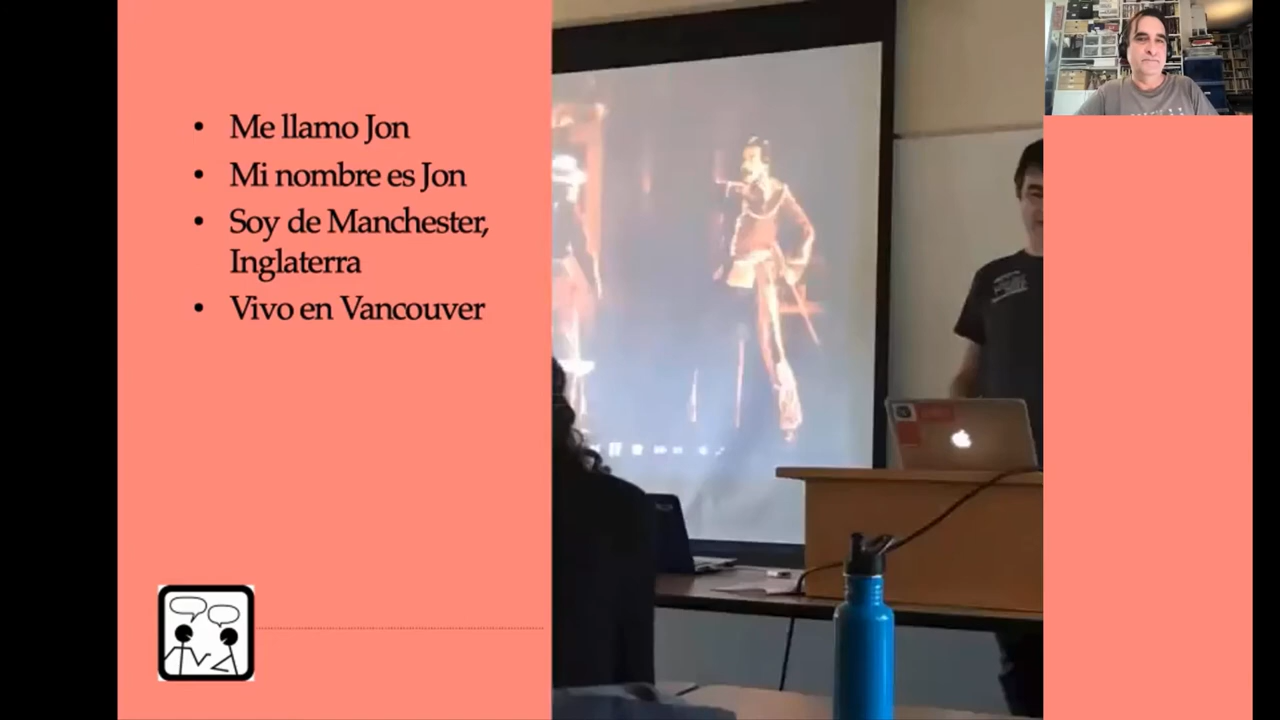 • Me llamo Jon
• Mi nombre es Jon
• Soy de Manchester,
Inglaterra
• Vivo en Vancouver